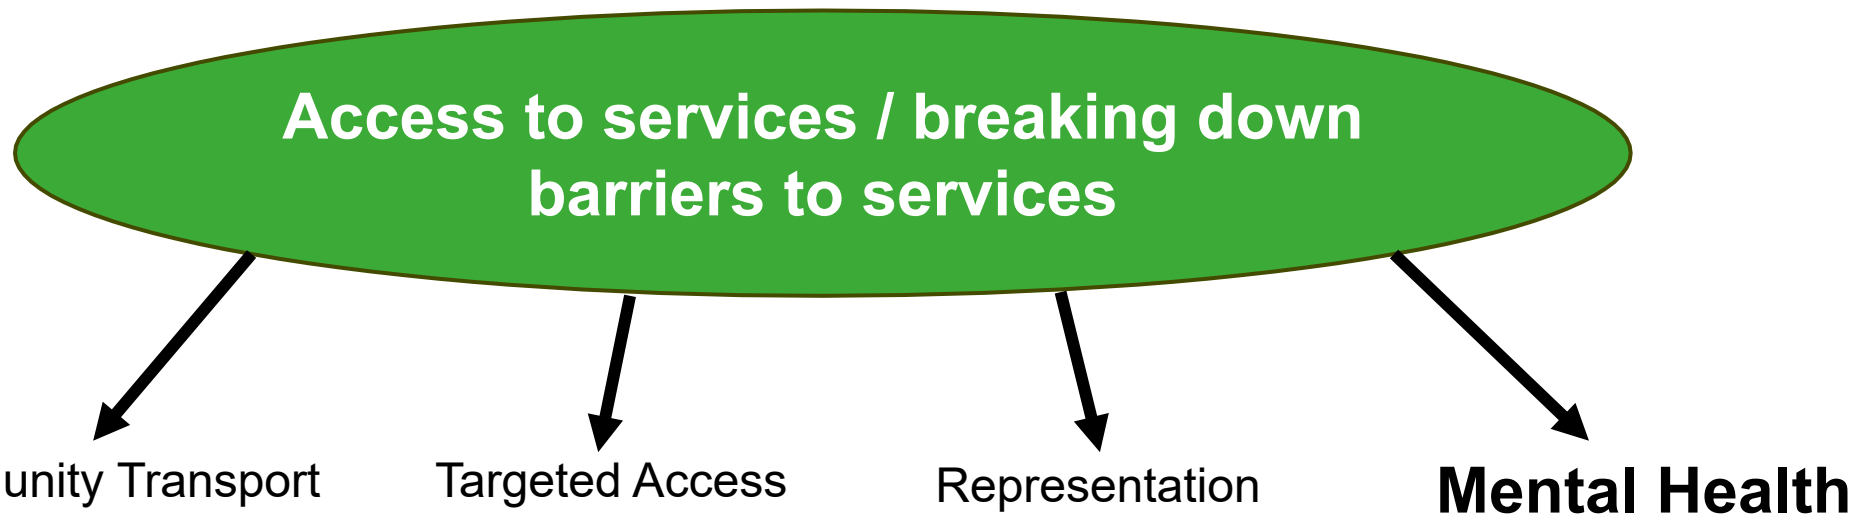 Access to services / breaking down
barriers to services
unity Transport
Targeted Access
Representation
Mental Health